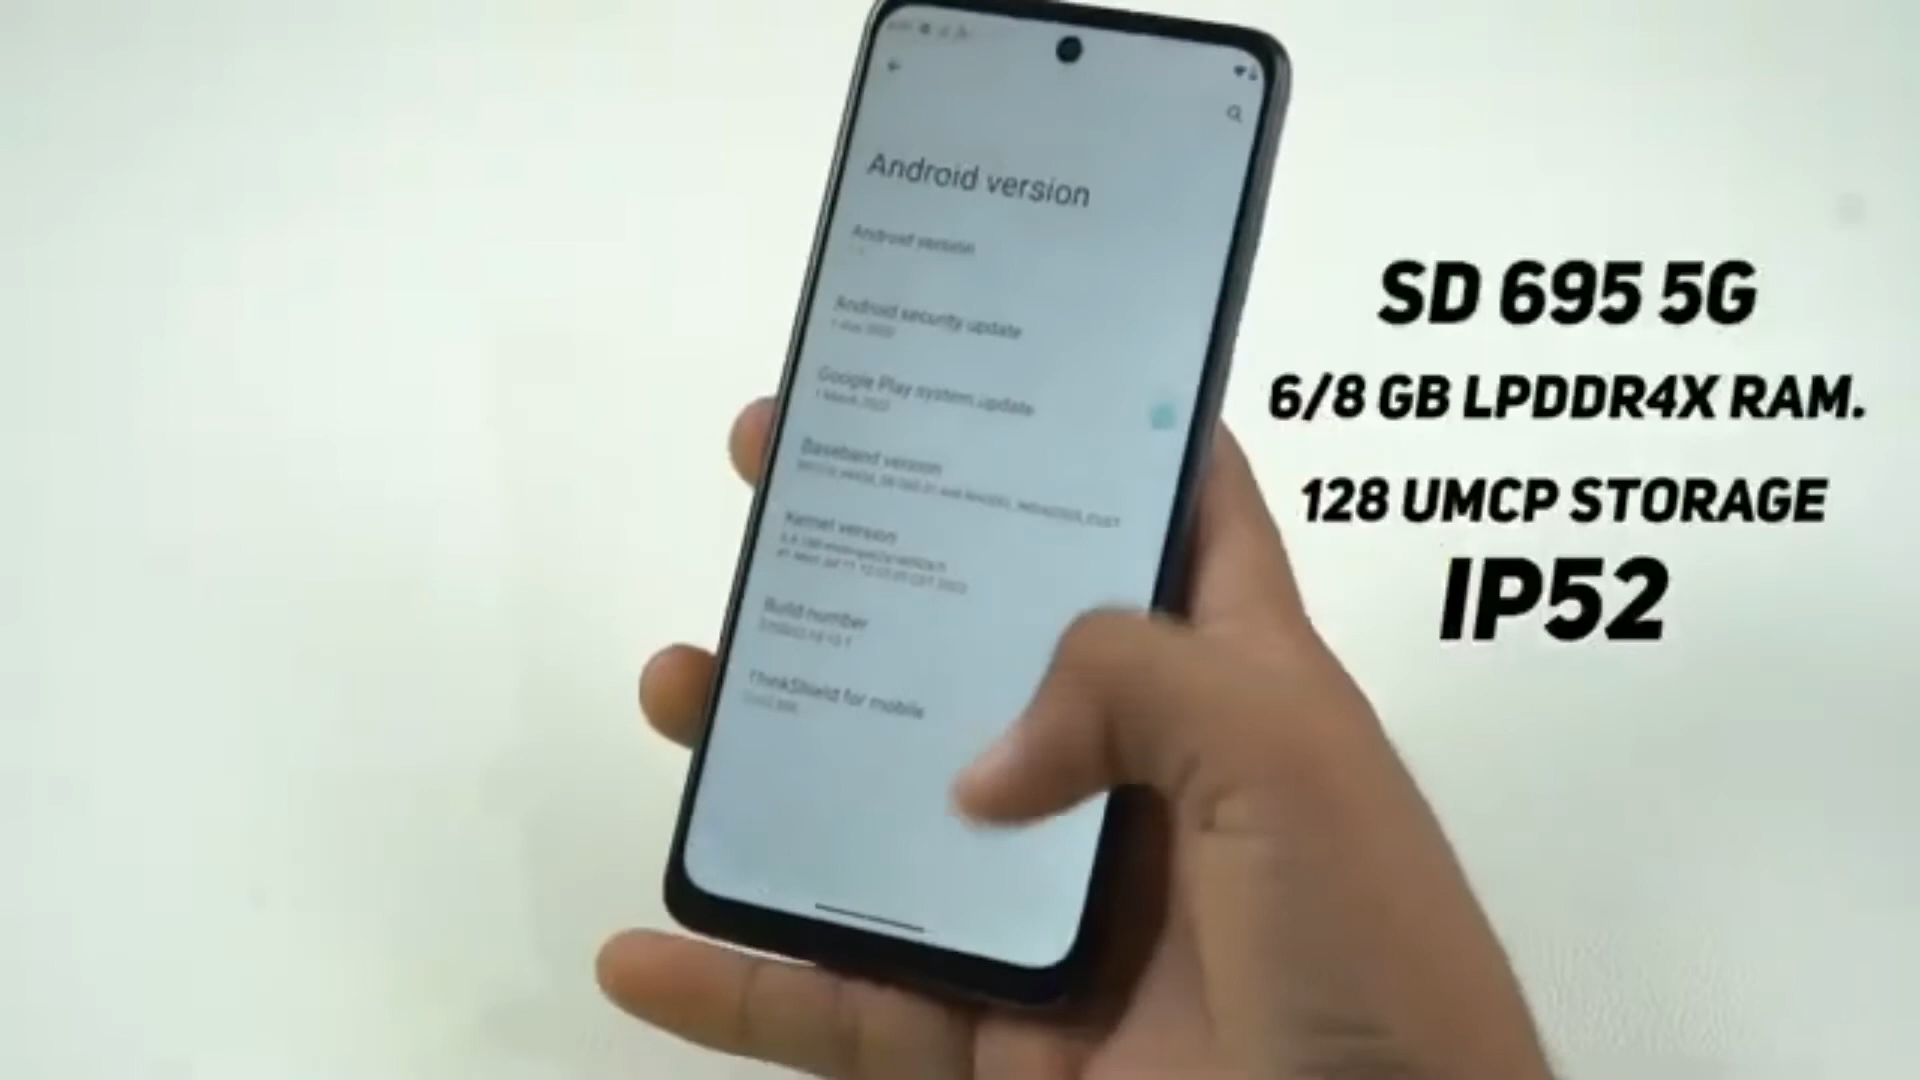 Android version
Android version
Android security update
Google Play system update
Baseband version
Kernel version
Build number
ThinkShield for mobile
SD 695 5G
6/8 GB LPDDR4X RAM.
128 UMCP STORAGE
IP52